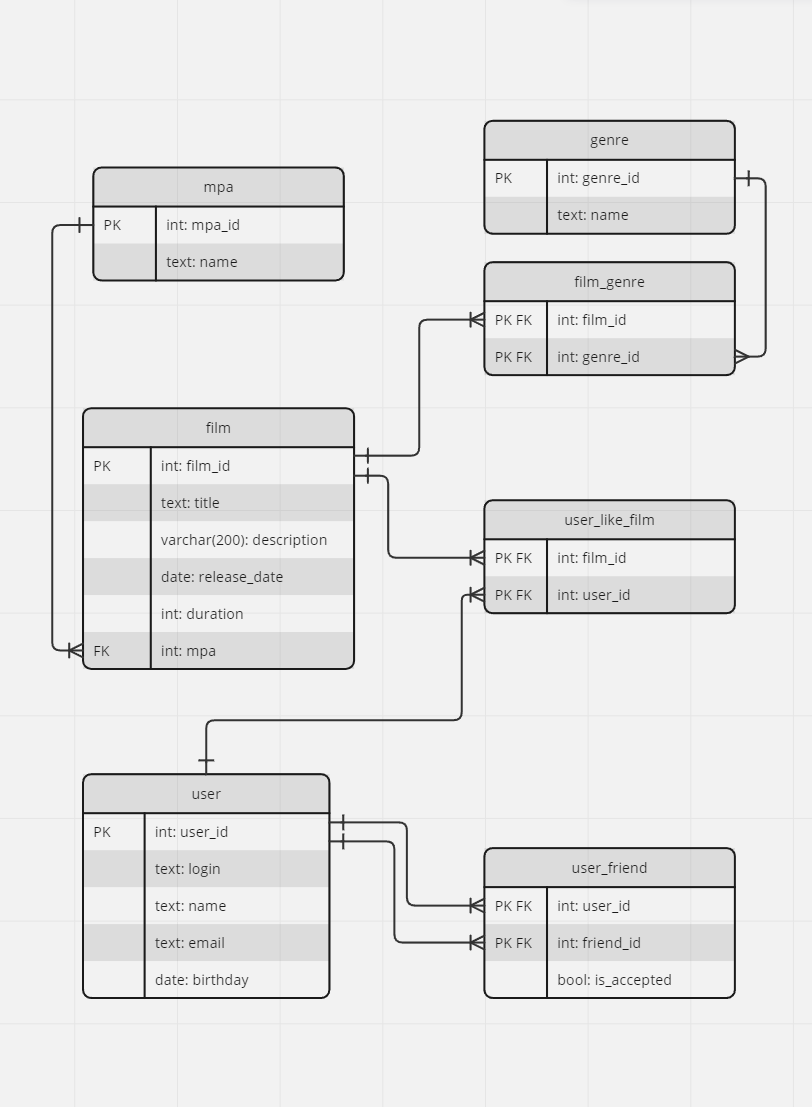 genre
PK int: genre_id
text: name
mpa
PK int: mpa_id
text: name
film_genre
PK FK int: film_id
PK FK int: genre_id
film
PK int: film_id
text: title
varchar(200): description
date: release_date
int: duration
FK int: mpa
user_like_film
PK FK int: film_id
PK FK int: user_id
user
PK int: user_id
text: login
text: name
text: email
date: birthday
user_friend
PK FK int: user_id
PK FK int: friend_id
bool: is_accepted